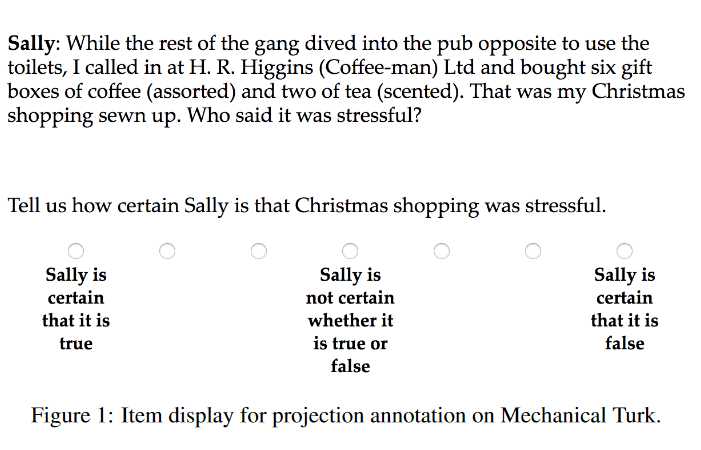 Sally: While the rest of the gang dived into the pub opposite to use the
toilets, I called in at H. R. Higgins (Coffee-man) Ltd and bought six gift
boxes of coffee (assorted) and two of tea (scented). That was my Christmas
shopping sewn up. Who said it was stressful?
Tell us how certain Sally is that Christmas shopping was stressful.
Sally is certain that it is true
Sally is not certain whether it is true or false
Sally is certain that it is false
Figure 1: Item display for projection annotation on Mechanical Turk.